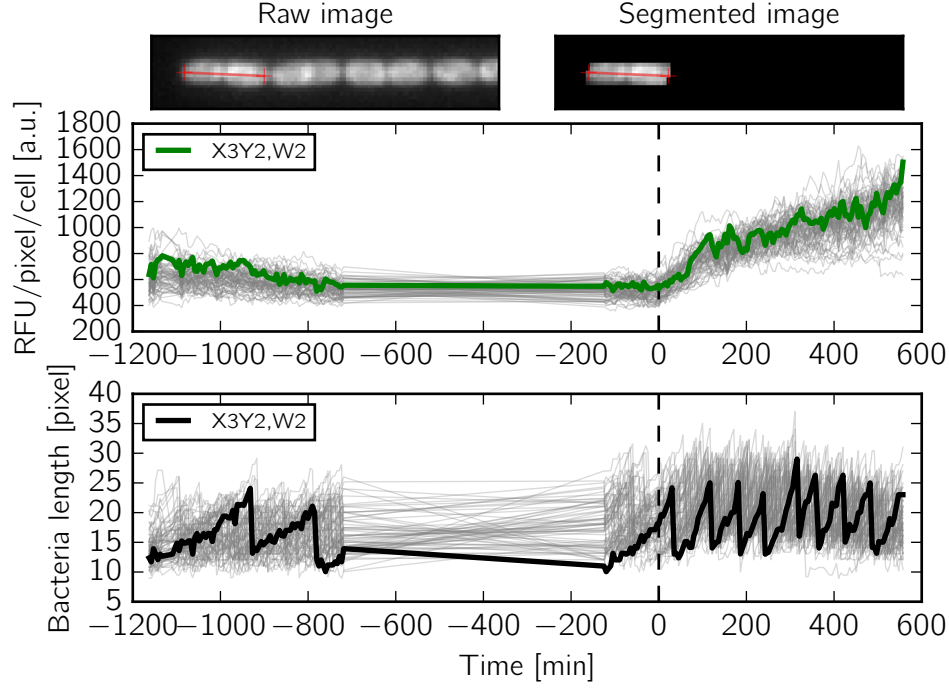 Raw image Segmented image
RFU/pixel/cell [a.u.]
1800
1600
1400
1200
1000
800
600
400
200
X3Y2,W2
−1200 −1000 −800 −600 −400 −200 0 200 400 600
Bacteria length [pixel]
40
35
30
25
20
15
10
5
X3Y2,W2
−1200 −1000 −800 −600 −400 −200 0 200 400 600
Time [min]